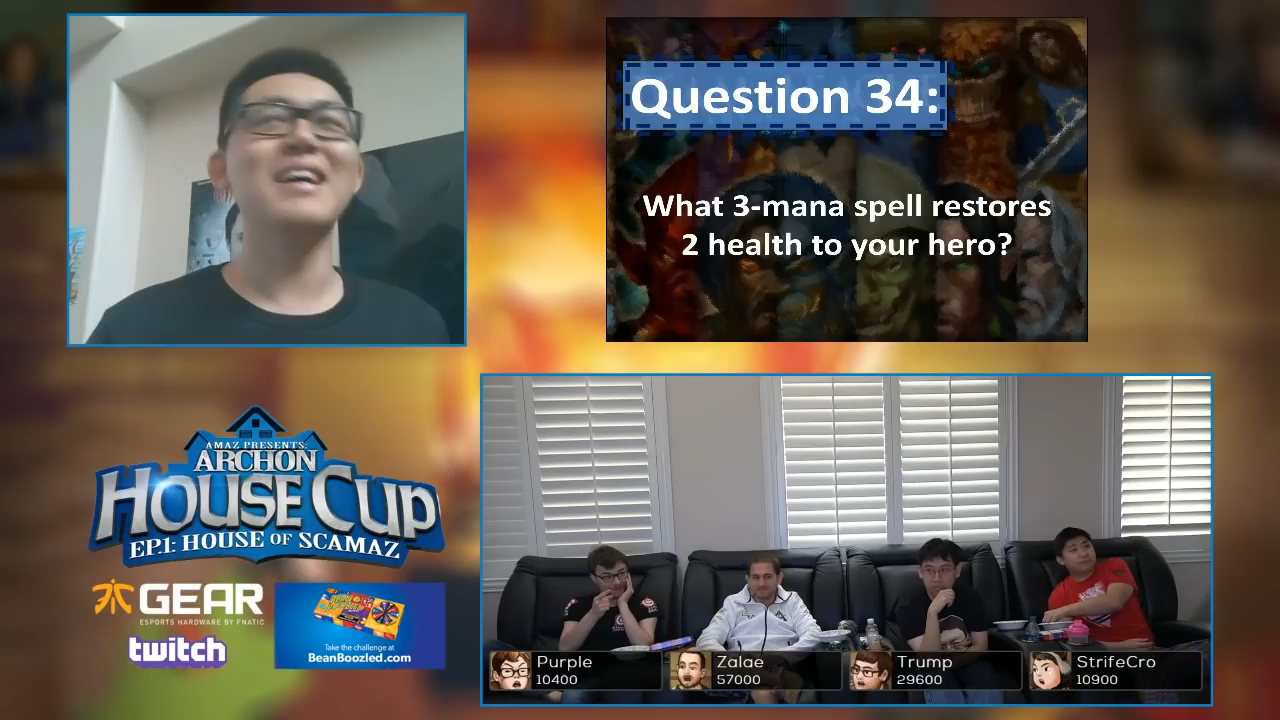 Question 34:
What 3-mana spell restores
2 health to your hero?
AMAZ PRESENTS:
ARCHON
HOUSE CUP
EP.1: HOUSE OF SCAMAZ
GEAR
ESPORTS HARDWARE BY FNATIC
twitch
Take the challenge at
BeanBoozled.com
Purple
10400
Zalae
57000
Trump
29600
StrifeCro
10900